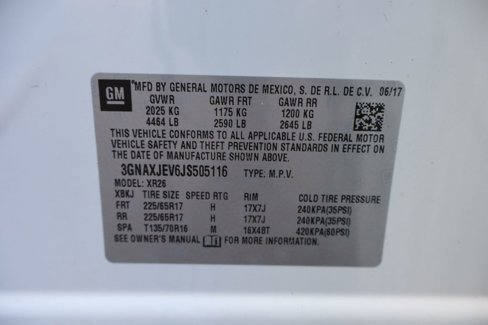 GM
MFD BY GENERAL MOTORS DE MEXICO, S. DE R.L. DE C.V. 06/17
GVWR GAWR FRT GAWR RR
2025 KG 1175 KG 1200 KG
4464 LB 2590 LB 2645 LB
THIS VEHICLE CONFORMS TO ALL APPLICABLE U.S. FEDERAL MOTOR
VEHICLE SAFETY AND THEFT PREVENTION STANDARDS IN EFFECT ON
THE DATE OF MANUFACTURE SHOWN ABOVE.
3GNAXJEV6JS505116 TYPE: M.P.V.
MODEL: XR26
XBKJ TIRE SIZE SPEED RTG RIM COLD TIRE PRESSURE
FRT 225/65R17 H 17X7J 240KPA(35PSI)
RR 225/65R17 H 17X7J 240KPA(35PSI)
SPA T135/70R16 M 16X4BT 420KPA(60PSI)
SEE OWNER'S MANUAL FOR MORE INFORMATION.